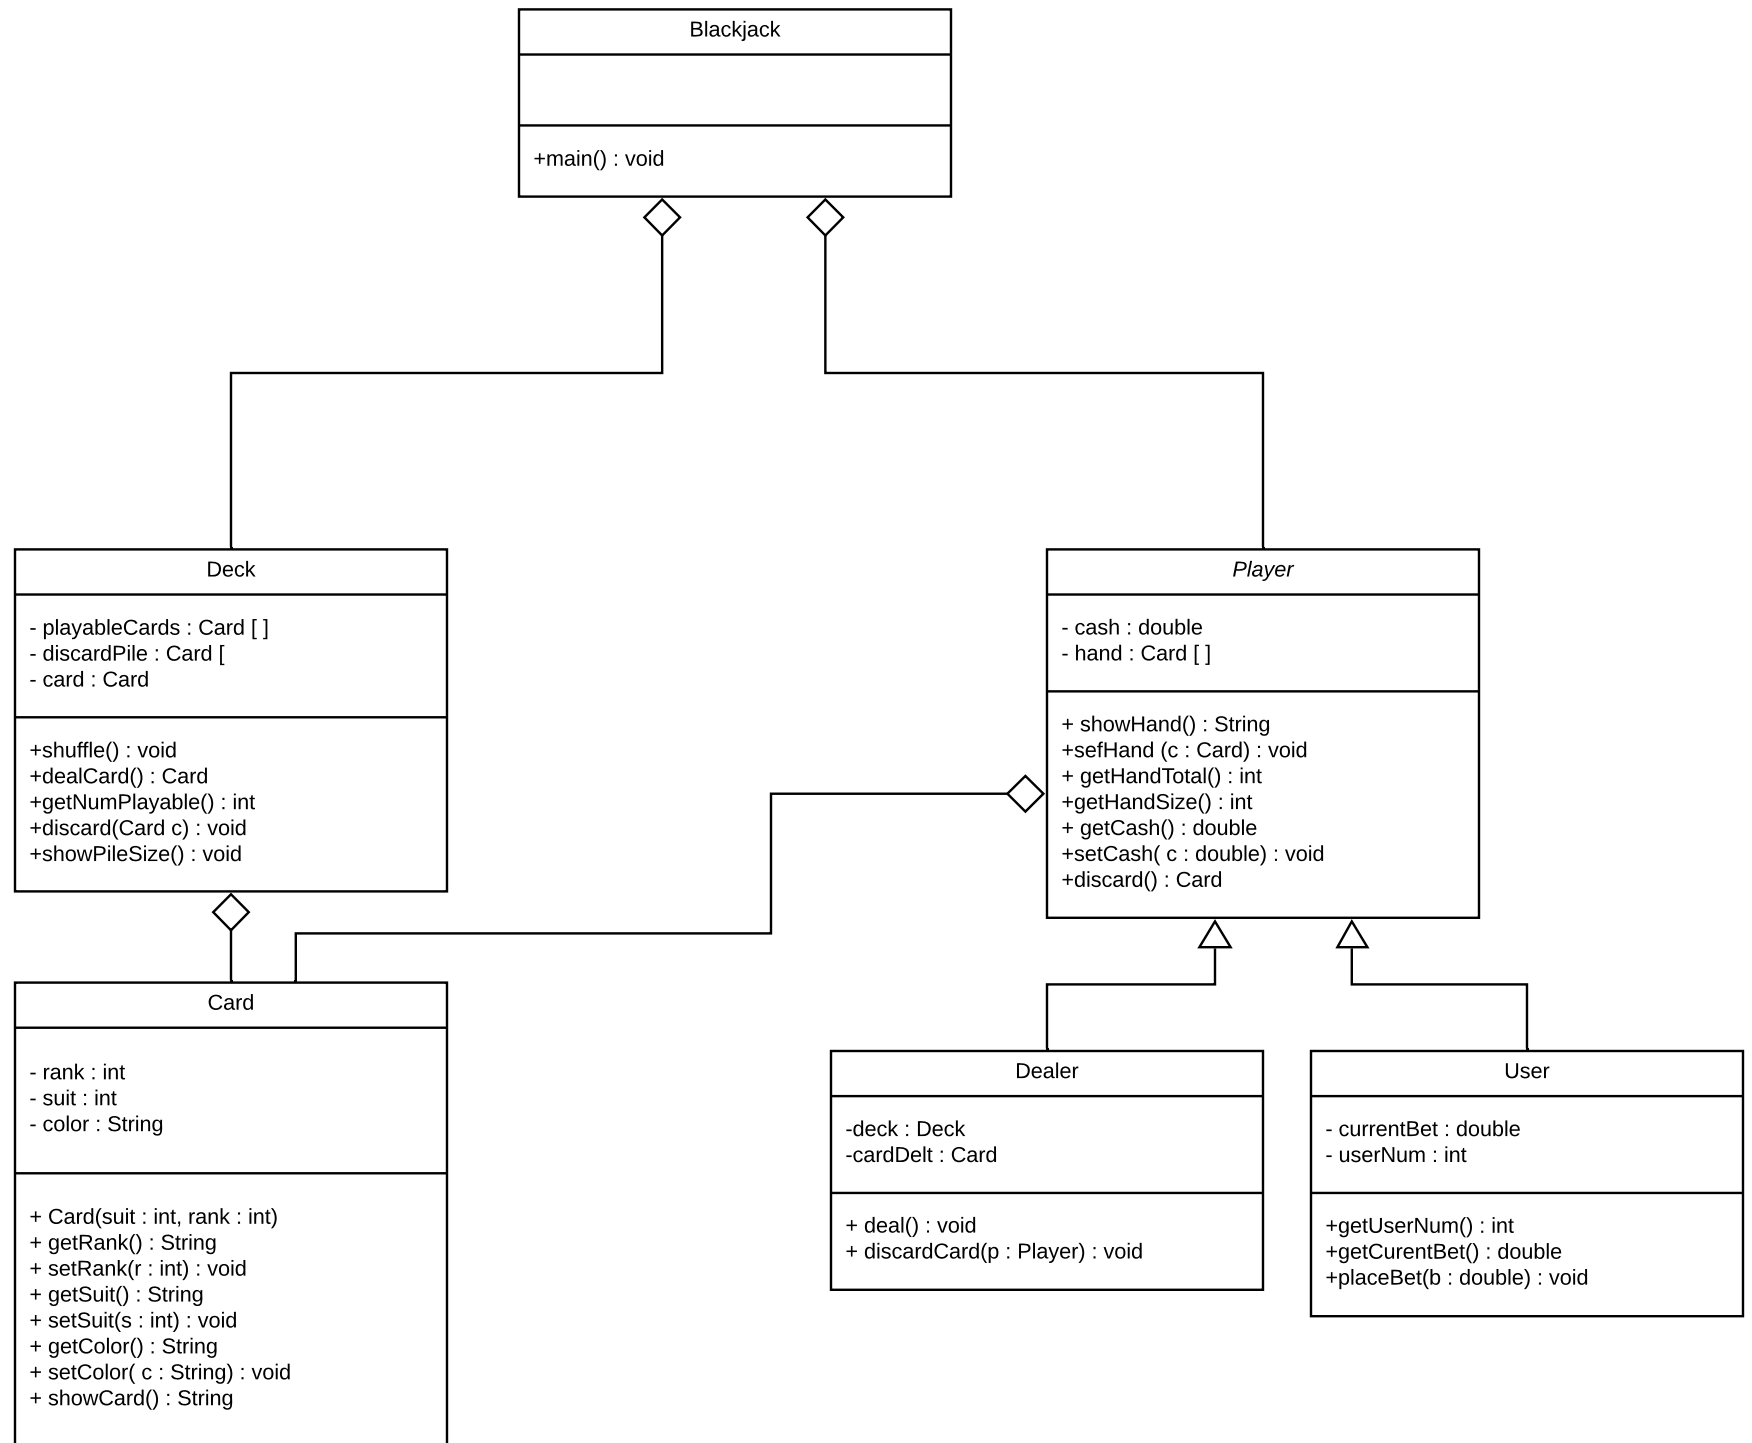 Blackjack
+main() : void
Deck
- playableCards : Card [ ]
- discardPile : Card [
- card : Card
+shuffle() : void
+dealCard() : Card
+getNumPlayable() : int
+discard(Card c) : void
+showPileSize() : void
Player
- cash : double
- hand : Card [ ]
+ showHand() : String
+sefHand (c : Card) : void
+ getHandTotal() : int
+getHandSize() : int
+ getCash() : double
+setCash( c : double) : void
+discard() : Card
Card
- rank : int
- suit : int
- color : String
+ Card(suit : int, rank : int)
+ getRank() : String
+ setRank(r : int) : void
+ getSuit() : String
+ setSuit(s : int) : void
+ getColor() : String
+ setColor( c : String) : void
+ showCard() : String
Dealer
-deck : Deck
-cardDelt : Card
+ deal() : void
+ discardCard(p : Player) : void
User
- currentBet : double
- userNum : int
+getUserNum() : int
+getCurentBet() : double
+placeBet(b : double) : void